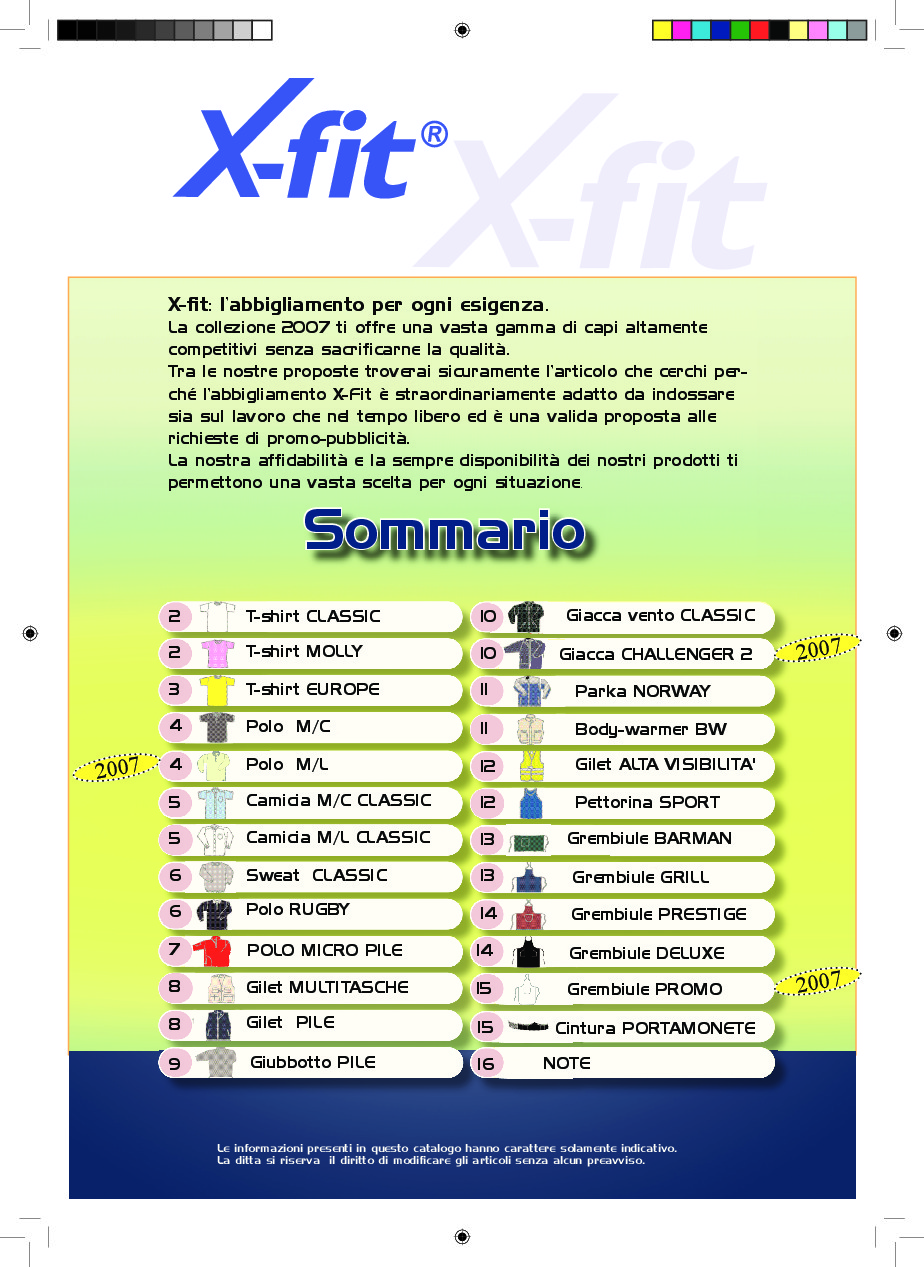 X-fit®
X-fit
X-fit: l'abbigliamento per ogni esigenza.
La collezione 2007 ti offre una vasta gamma di capi altamente
competitivi senza sacrificarne la qualità.
Tra le nostre proposte troverai sicuramente l'articolo che cerchi per-
ché l'abbigliamento X-Fit è straordinariamente adatto da indossare
sia sul lavoro che nel tempo libero ed è una valida proposta alle
richieste di promo-pubblicità.
La nostra affidabilità e la sempre disponibilità dei nostri prodotti ti
permettono una vasta scelta per ogni situazione.
Sommario
2 T-shirt CLASSIC
2 T-shirt MOLLY
3 T-shirt EUROPE
4 Polo M/C
2007 4 Polo M/L
5 Camicia M/C CLASSIC
5 Camicia M/L CLASSIC
6 Sweat CLASSIC
6 Polo RUGBY
7 POLO MICRO PILE
8 Gilet MULTITASCHE
8 Gilet PILE
9 Giubbotto PILE
10 Giacca vento CLASSIC
10 Giacca CHALLENGER 2 2007
11 Parka NORWAY
11 Body-warmer BW
12 Gilet ALTA VISIBILITA'
12 Pettorina SPORT
13 Grembiule BARMAN
13 Grembiule GRILL
14 Grembiule PRESTIGE
14 Grembiule DELUXE
15 Grembiule PROMO 2007
15 Cintura PORTAMONETE
16 NOTE
Le informazioni presenti in questo catalogo hanno carattere solamente indicativo.
La ditta si riserva il diritto di modificare gli articoli senza alcun preavviso.